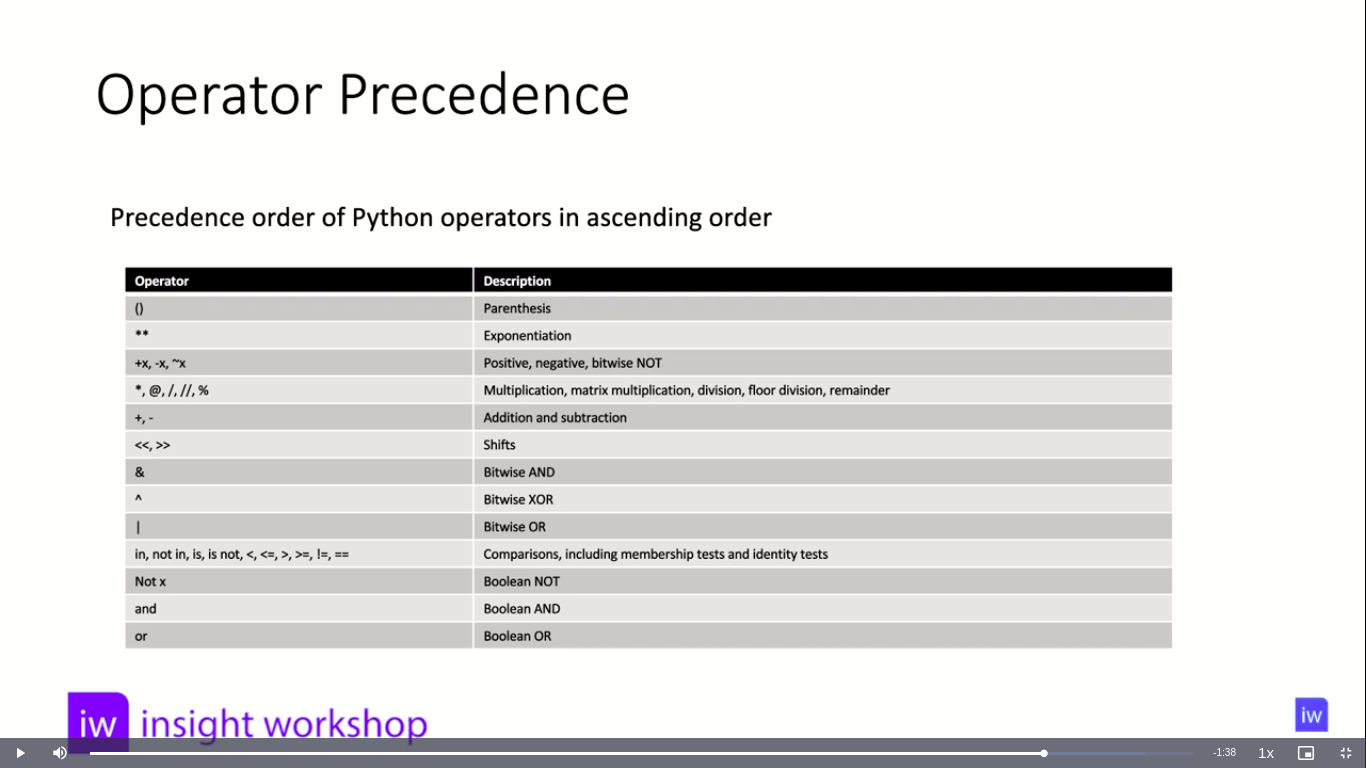 Operator Precedence
Precedence order of Python operators in ascending order
Operator Description
() Parenthesis
** Exponentiation
+x, -x, ~x Positive, negative, bitwise NOT
*, @, /, //, % Multiplication, matrix multiplication, division, floor division, remainder
+, - Addition and subtraction
<<, >> Shifts
& Bitwise AND
^ Bitwise XOR
| Bitwise OR
in, not in, is, is not, <, <=, >, >=, !=, == Comparisons, including membership tests and identity tests
Not x Boolean NOT
and Boolean AND
or Boolean OR
iw insight workshop
iw
-1:38 1x